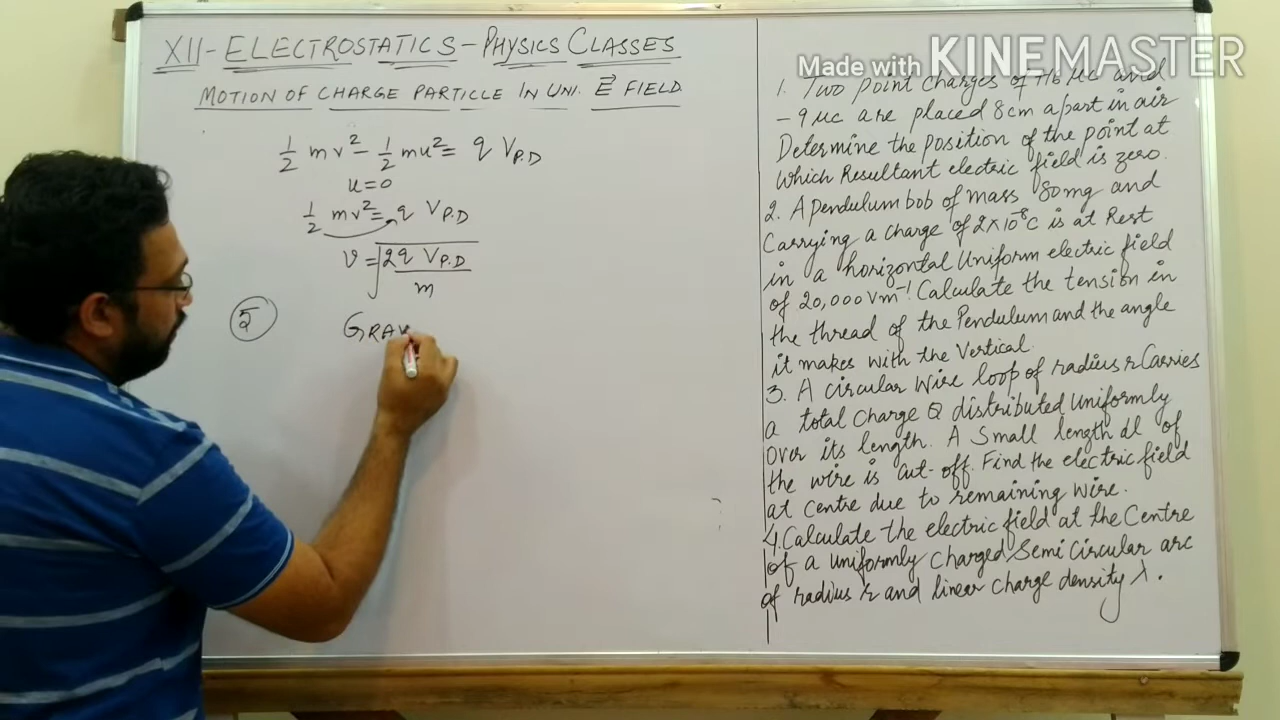 XII - ELECTROSTATICS - PHYSICS CLASSES
MOTION OF CHARGE PARTICLE IN UNI. E⃗ FIELD
1/2 mv² - 1/2 mu² = q V P.D
u=0
1/2 mv² = q V P.D
v = √(2q V P.D / m)
5 GRAV
Made with KINEMASTER
1. Two point charges of +16 μc and
- 9 μc are placed 8cm apart in air
Determine the position of the point at
which Resultant electric field is zero.
2. A pendulum bob of mass 80 mg and
Carrying a charge of 2×10⁻⁸C is at Rest
in a horizontal Uniform electric field
of 20,000 Vm⁻¹. Calculate the tension in
the thread of the Pendulum and the angle
it makes with the Vertical.
3. A circular wire loop of radius r Carries
a total charge Q distributed Uniformly
over its length. A Small length dl of
the wire is cut-off. Find the electric field
at centre due to remaining wire.
4. Calculate the electric field at the Centre
of a uniformly charged Semi Circular arc
of radius r and linear charge density λ.